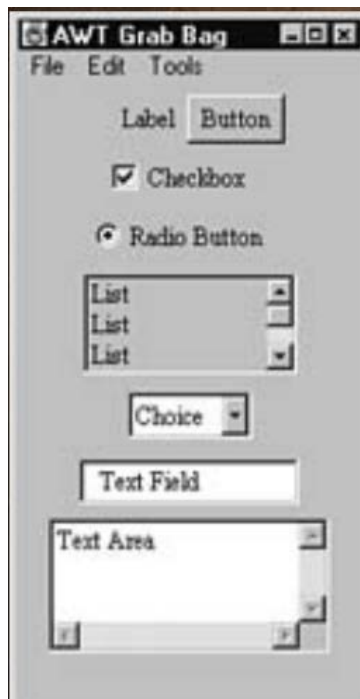 AWT Grab Bag
File Edit Tools
Label Button
Checkbox
Radio Button
List
List
List
Choice
Text Field
Text Area